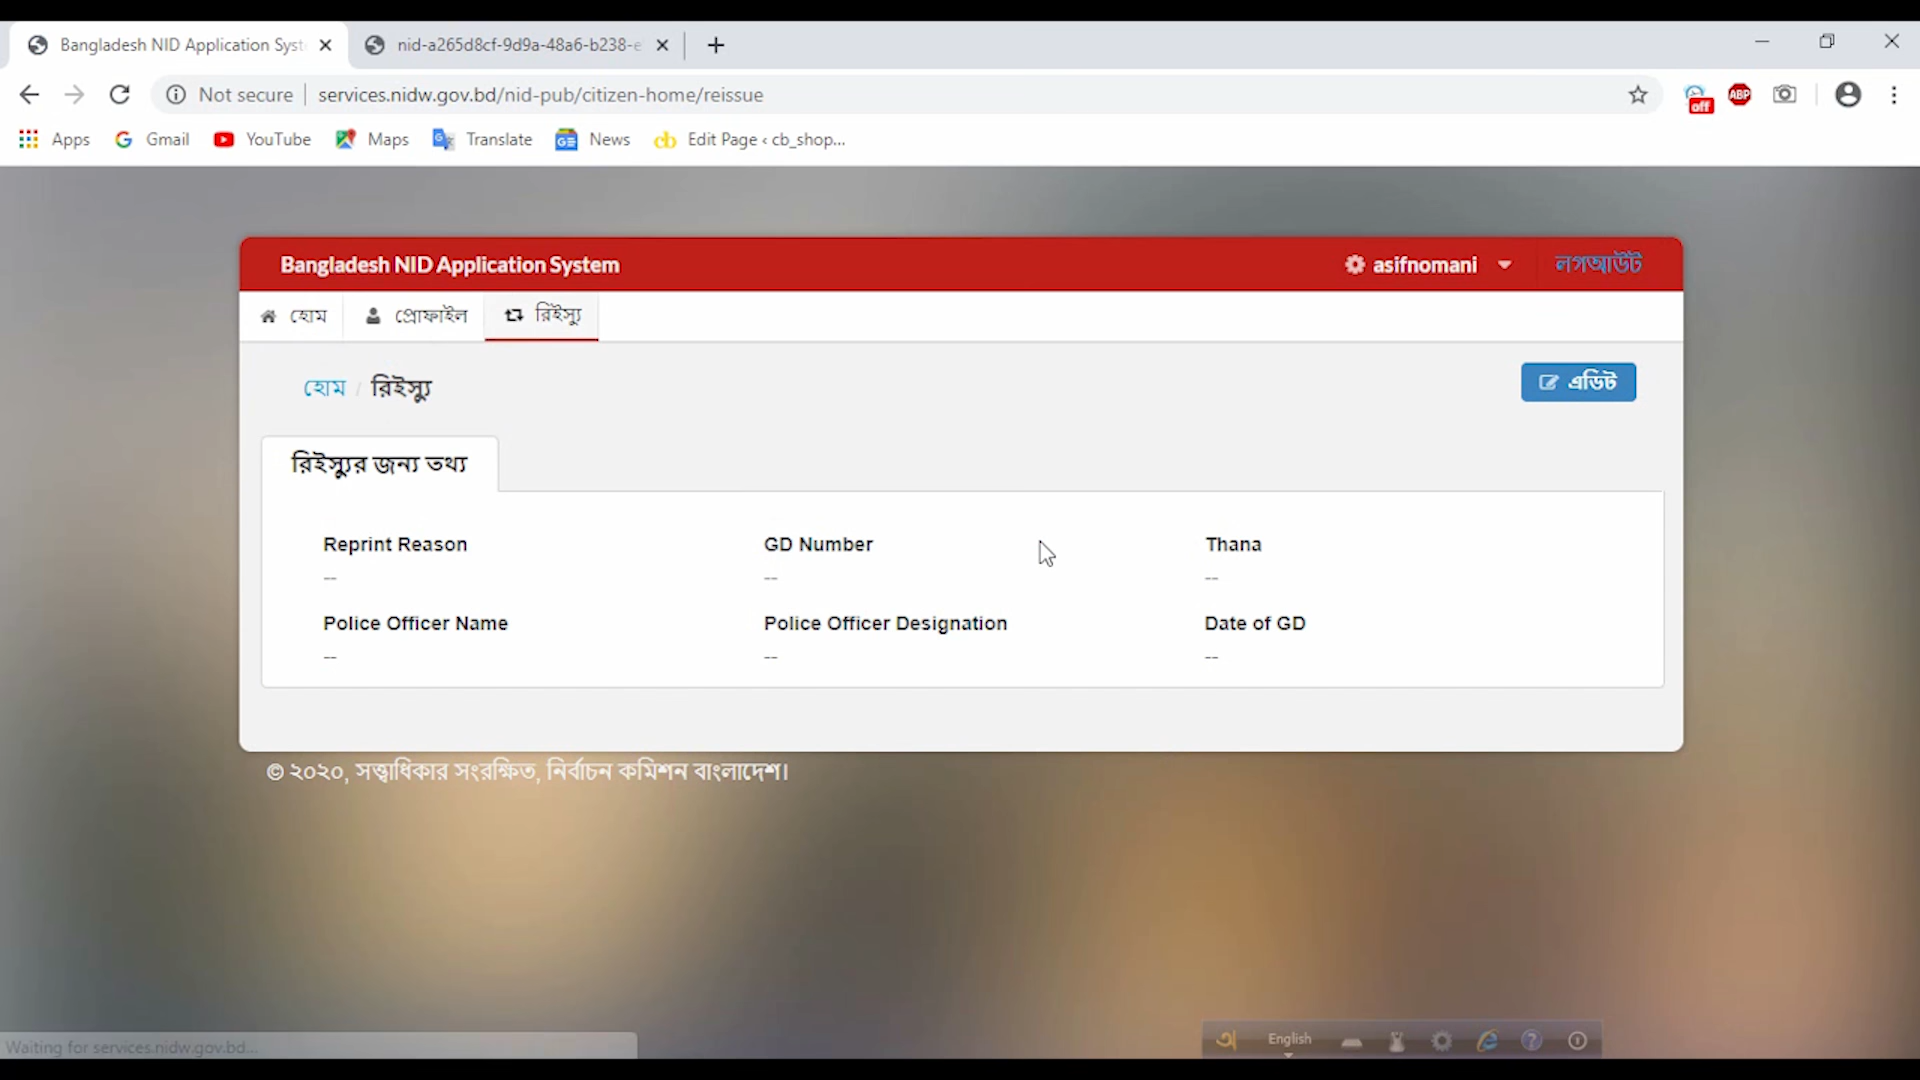 Bangladesh NID Application Syst
nid-a265d8cf-9d9a-48a6-b238-e
Not secure
services.nidw.gov.bd/nid-pub/citizen-home/reissue
off
ABP
Apps
Gmail
YouTube
Maps
Translate
News
cb
Edit Page ‹ cb_shop...
Bangladesh NID Application System
asifnomani
লগআউট
হোম
প্রোফাইল
রিইস্যু
হোম / রিইস্যু
এডিট
রিইস্যুর জন্য তথ্য
Reprint Reason
GD Number
Thana
--
--
--
Police Officer Name
Police Officer Designation
Date of GD
--
--
--
© ২০২০, সত্ত্বাধিকার সংরক্ষিত, নির্বাচন কমিশন বাংলাদেশ।
Waiting for services.nidw.gov.bd...
অ
English